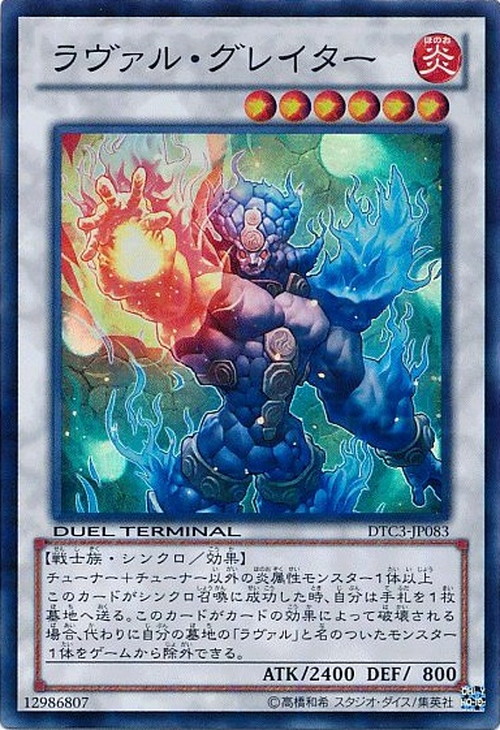 ラヴァル・グレイター
炎
ほのお
DUEL TERMINAL
DTC3-JP083
【戦士族・シンクロ/効果】
チューナー+チューナー以外の炎属性モンスター1体以上
このカードがシンクロ召喚に成功した時、自分は手札を1枚
墓地へ送る。このカードがカードの効果によって破壊される
場合、代わりに自分の墓地の「ラヴァル」と名のついたモンスター
1体をゲームから除外できる。
ATK/2400 DEF/ 800
12986807
©高橋和希 スタジオ・ダイス/集英社